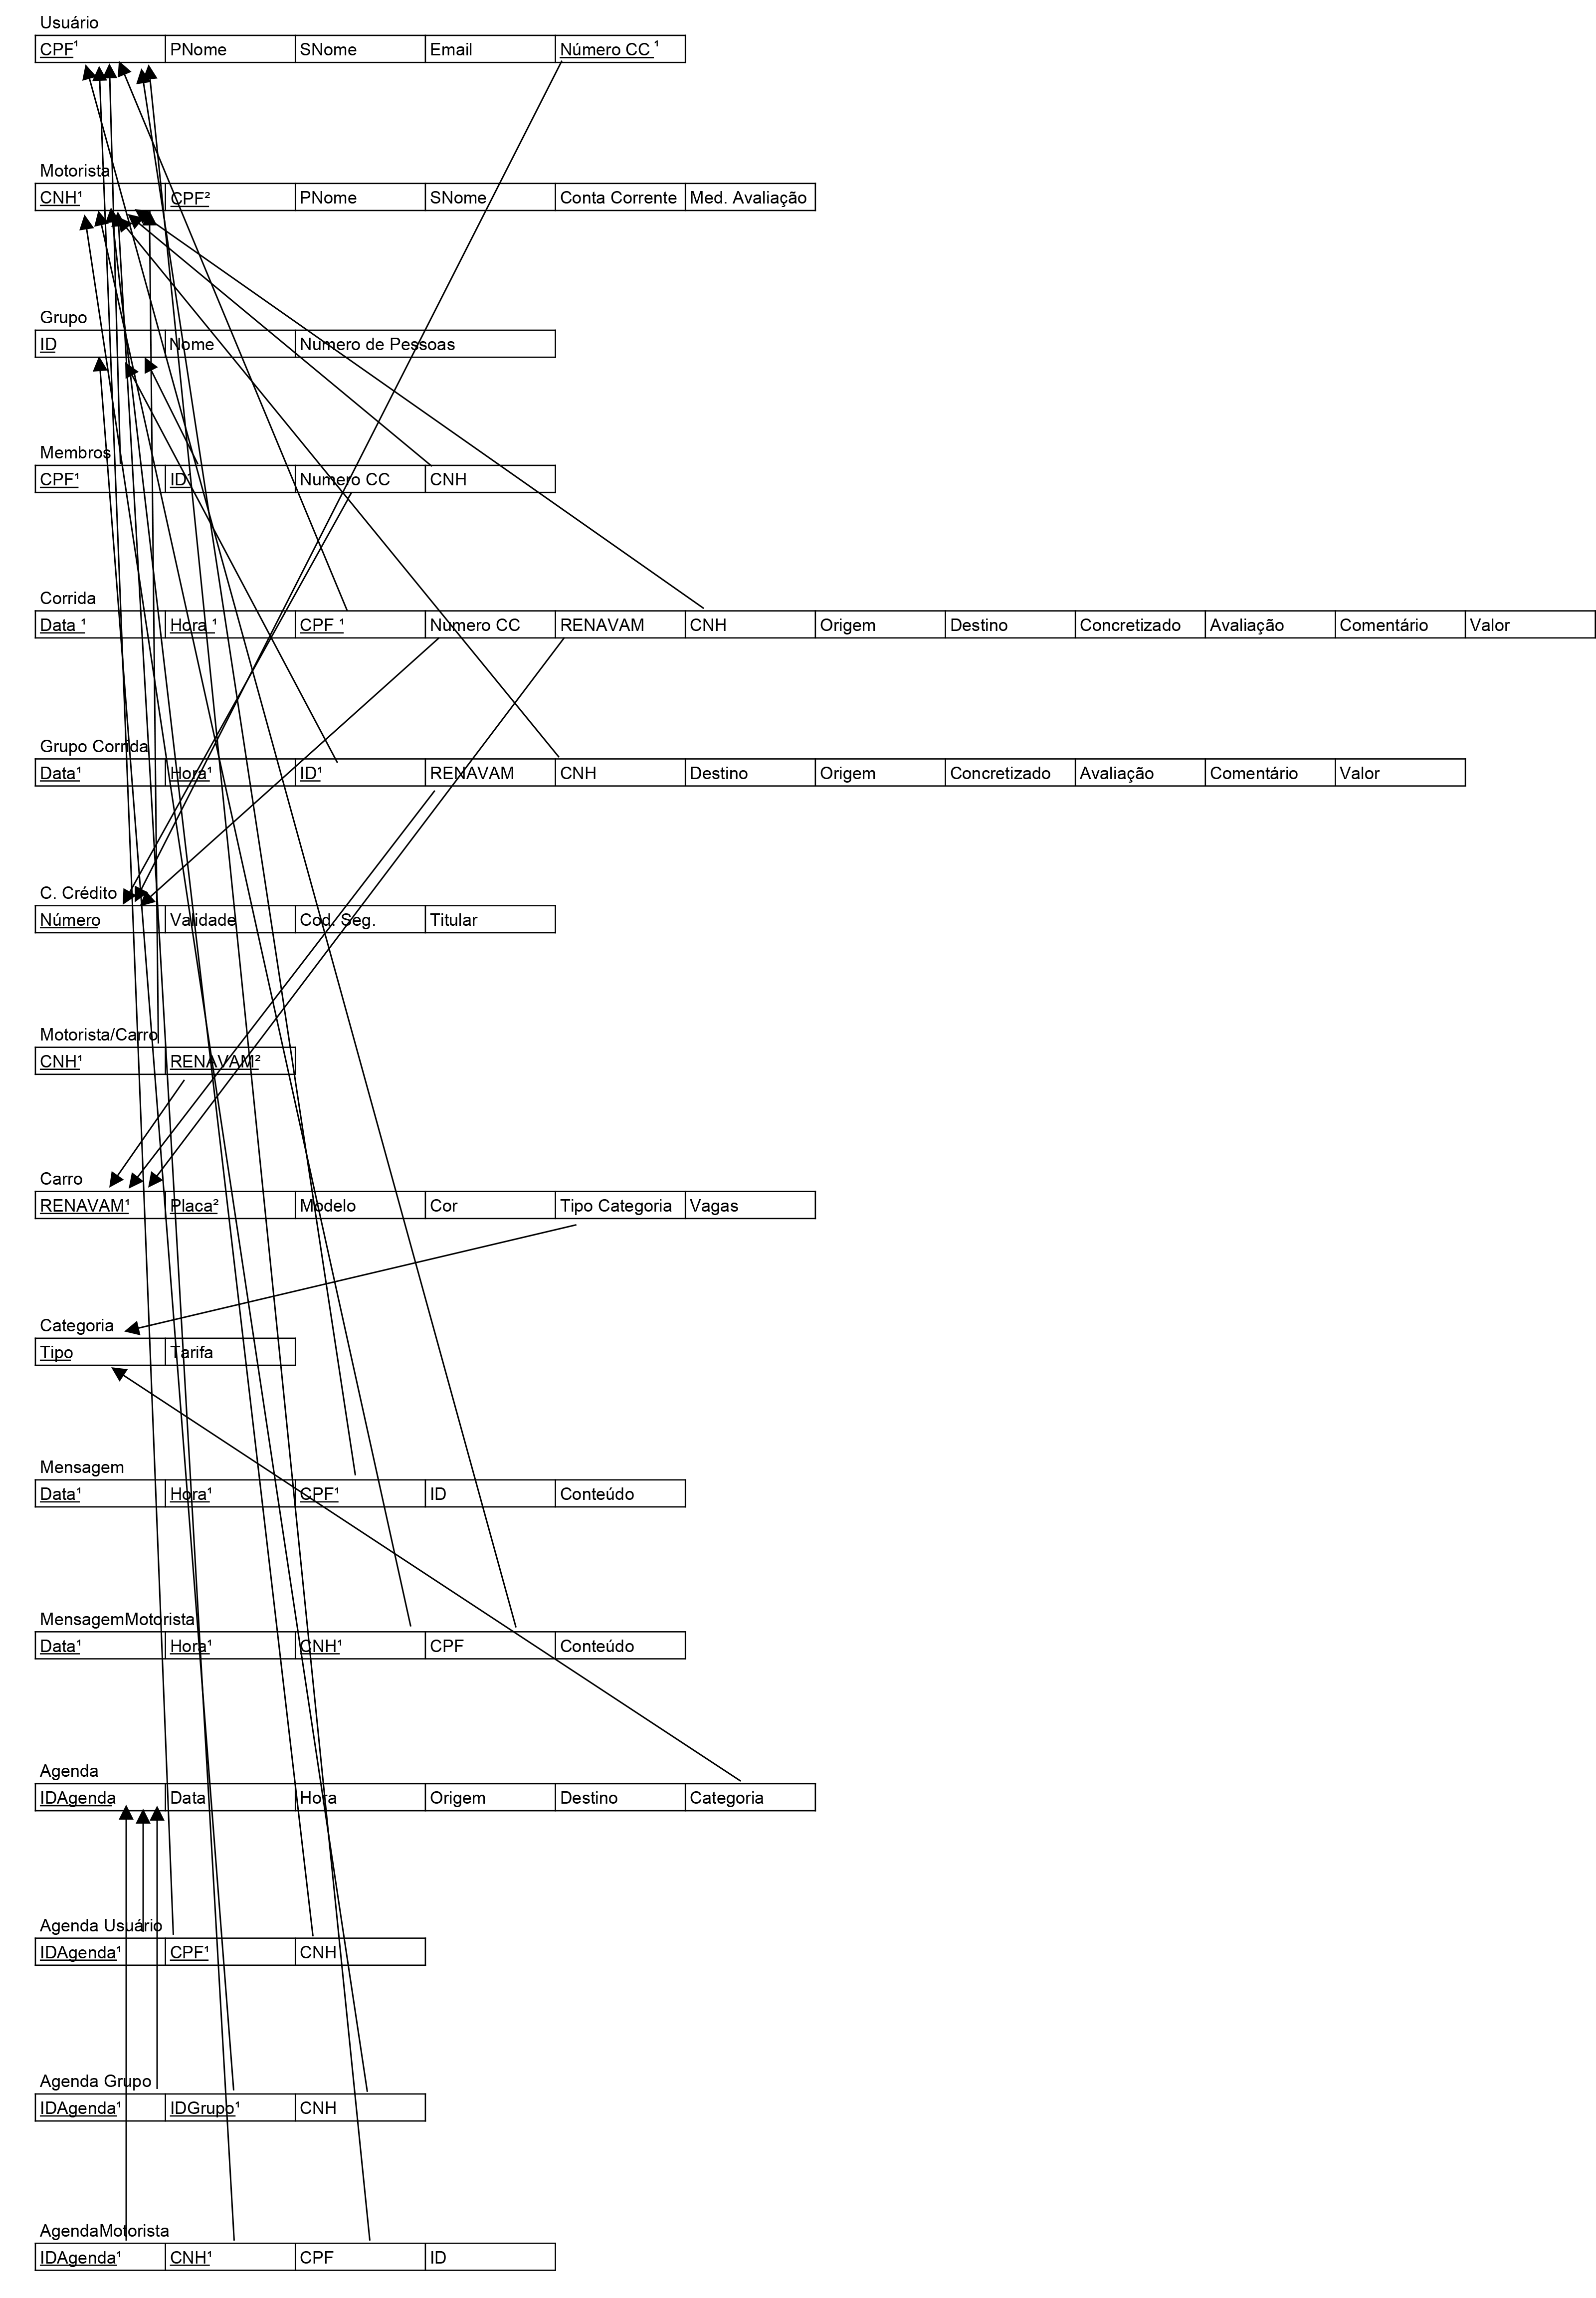 Usuário
CPF¹ PNome SNome Email Número CC ¹
Motorista
CNH¹ CPF² PNome SNome Conta Corrente Med. Avaliação
Grupo
ID Nome Número de Pessoas
Membros
CPF¹ ID¹ Numero CC CNH
Corrida
Data ¹ Hora ¹ CPF ¹ Número CC RENAVAM CNH Origem Destino Concretizado Avaliação Comentário Valor
Grupo Corrida
Data¹ Hora¹ ID¹ RENAVAM CNH Destino Origem Concretizado Avaliação Comentário Valor
C. Crédito
Número Validade Cod. Seg. Titular
Motorista/Carro
CNH¹ RENAVAM²
Carro
RENAVAM¹ Placa² Modelo Cor Tipo Categoria Vagas
Categoria
Tipo Tarifa
Mensagem
Data¹ Hora¹ CPF¹ ID Conteúdo
MensagemMotorista
Data¹ Hora¹ CNH¹ CPF Conteúdo
Agenda
IDAgenda Data Hora Origem Destino Categoria
Agenda Usuário
IDAgenda¹ CPF¹ CNH
Agenda Grupo
IDAgenda¹ IDGrupo¹ CNH
AgendaMotorista
IDAgenda¹ CNH¹ CPF ID